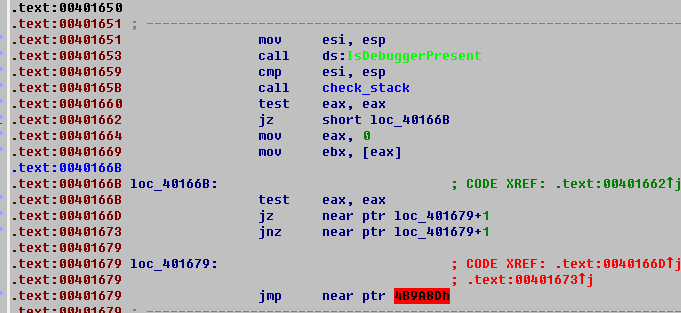 .text:00401650
.text:00401651 ; ---------------------------------------------------------------------------
.text:00401651 mov esi, esp
.text:00401653 call ds:IsDebuggerPresent
.text:00401659 cmp esi, esp
.text:0040165B call check_stack
.text:00401660 test eax, eax
.text:00401662 jz short loc_40166B
.text:00401664 mov eax, 0
.text:00401669 mov ebx, [eax]
.text:0040166B
.text:0040166B loc_40166B: ; CODE XREF: .text:00401662↑j
.text:0040166B test eax, eax
.text:0040166D jz near ptr loc_401679+1
.text:00401673 jnz near ptr loc_401679+1
.text:00401679
.text:00401679 loc_401679: ; CODE XREF: .text:0040166D↑j
.text:00401679 ; .text:00401673↑j
.text:00401679 jmp near ptr 4B9A8Dh
.text:00401679 ; ---------------------------------------------------------------------------